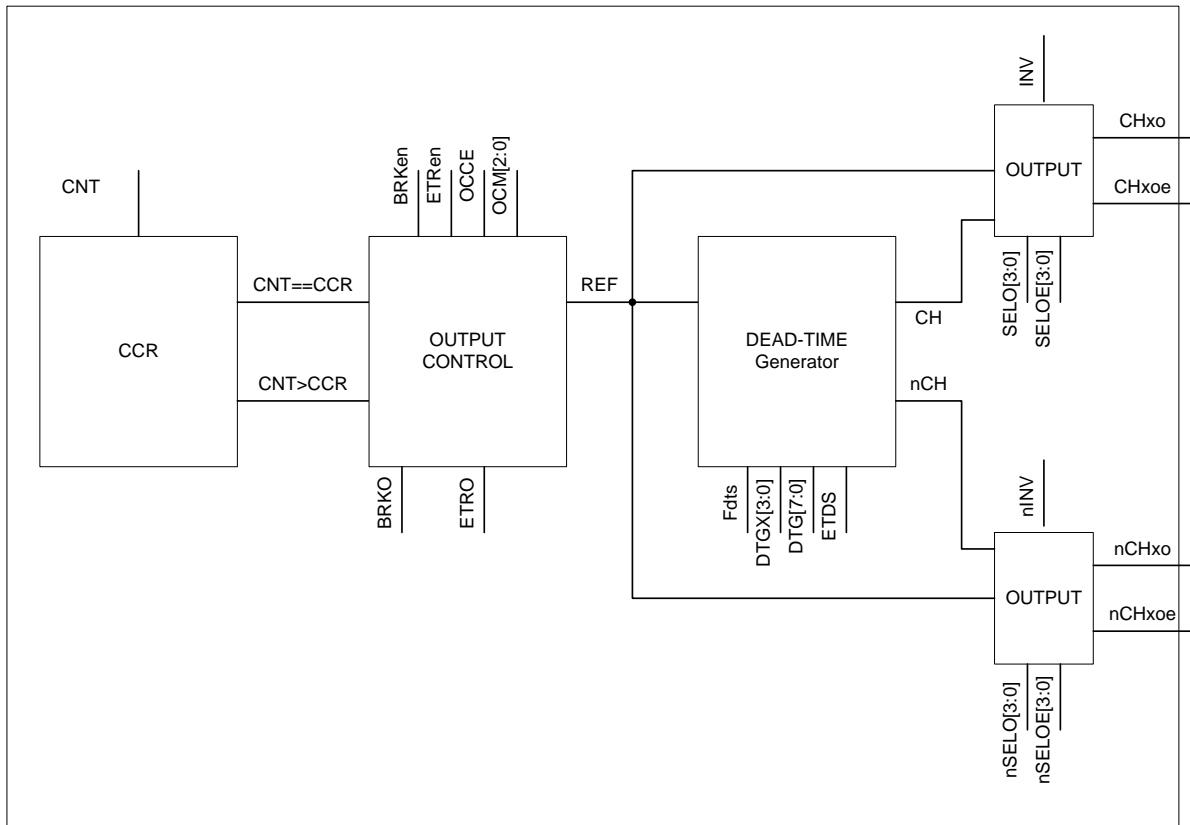 INV
CHxo
CHxoe
OUTPUT
SELO[3:0]
SELOE[3:0]
CNT
BRKen
ETRen
OCCE
OCM[2:0]
CCR
CNT==CCR
CNT>CCR
OUTPUT
CONTROL
BRKO
ETRO
REF
DEAD-TIME
Generator
CH
nCH
Fdts
DTGX[3:0]
DTG[7:0]
ETDS
nINV
nCHxo
nCHxoe
OUTPUT
nSELO[3:0]
nSELOE[3:0]